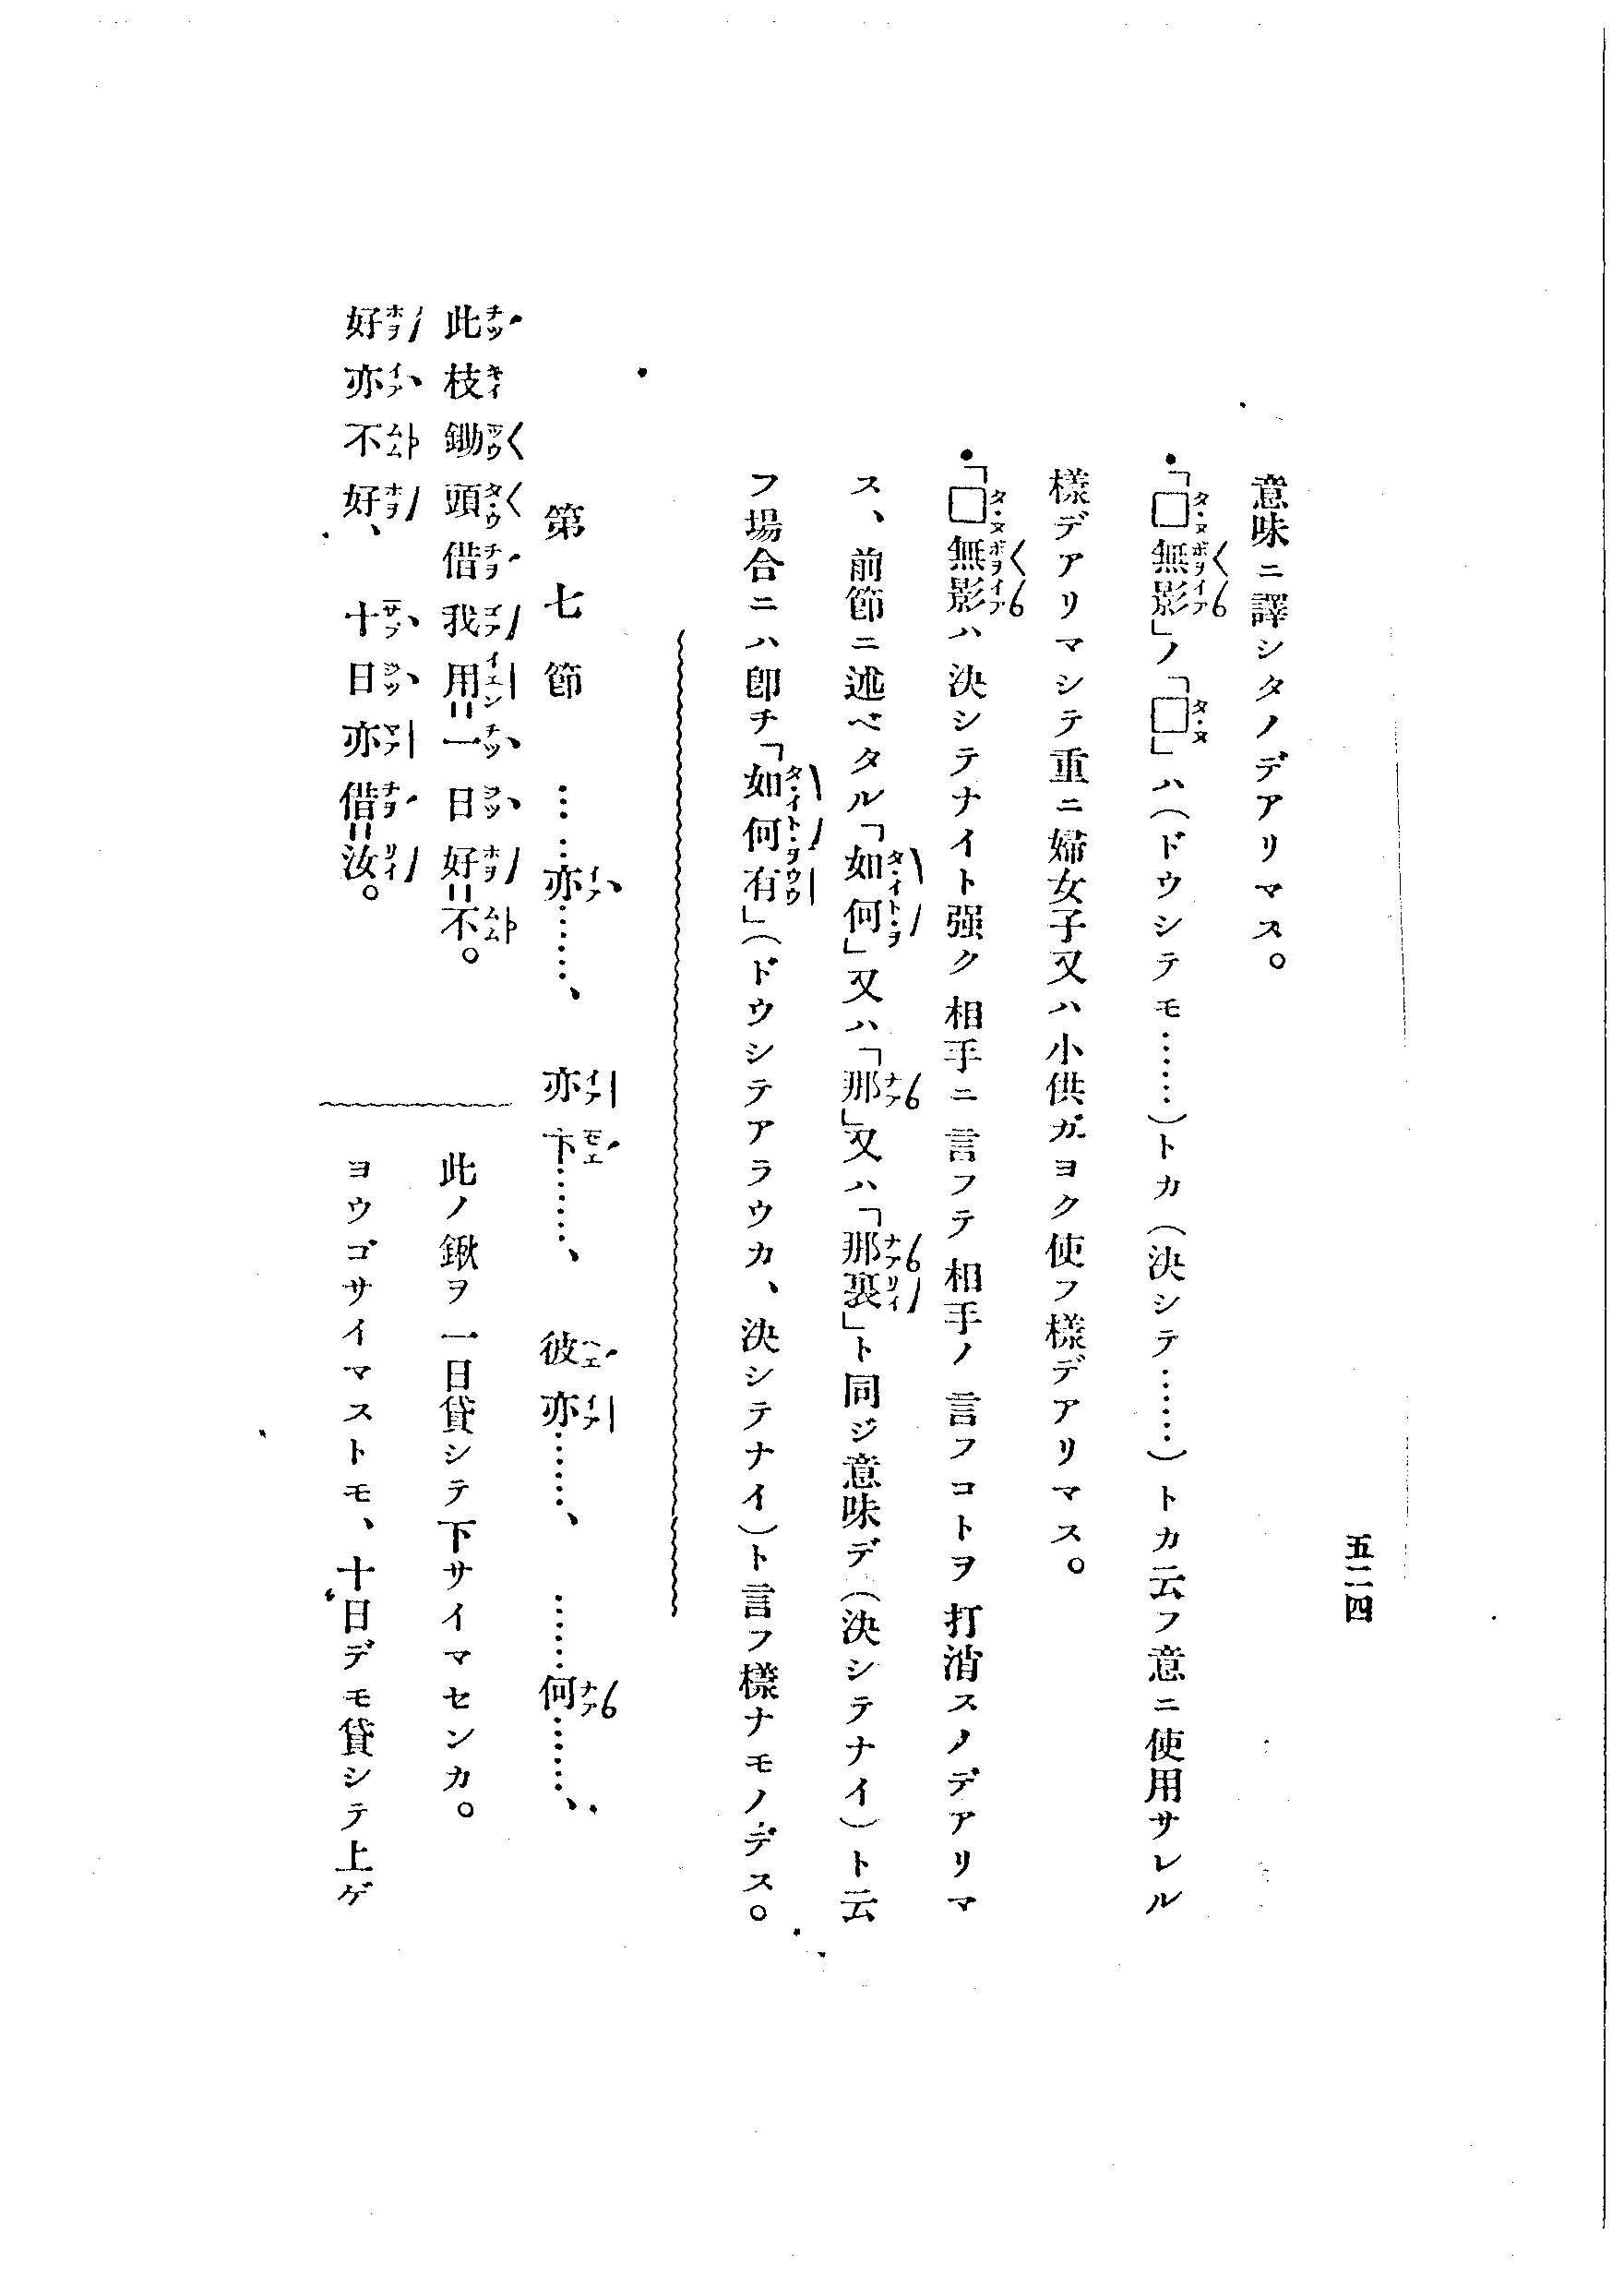 五二四
意味ニ譯シタノデアリマス。
•「□無影」ノ「□」ハ(ドウシテモ……)トカ(決シテ……)トカ云フ意ニ使用サレル
樣デアリマシテ重ニ婦女子又ハ小供ガヨク使フ樣デアリマス。
•「□無影ハ決シテナイト强ク相手ニ言フテ相手ノ言フコトヲ打消スノデアリマ
ス、前節ニ述ベタル「如何」又ハ「那」又ハ「那裏」ト同ジ意味デ(決シテナイ)ト云
フ場合ニハ卽チ「如何有」(ドウシテアラウカ、決シテナイ)ト言フ樣ナモノデス。
第七節 ……亦……、 亦卞……、 彼亦……、 ……何……、
此枝鋤頭借我用=一日好=不。
此ノ鍬ヲ一日貸シテ下サイマセンカ。
好亦不好、 十日亦借=汝。
ヨウゴサイマストモ、十日デモ貸シテ上ゲ